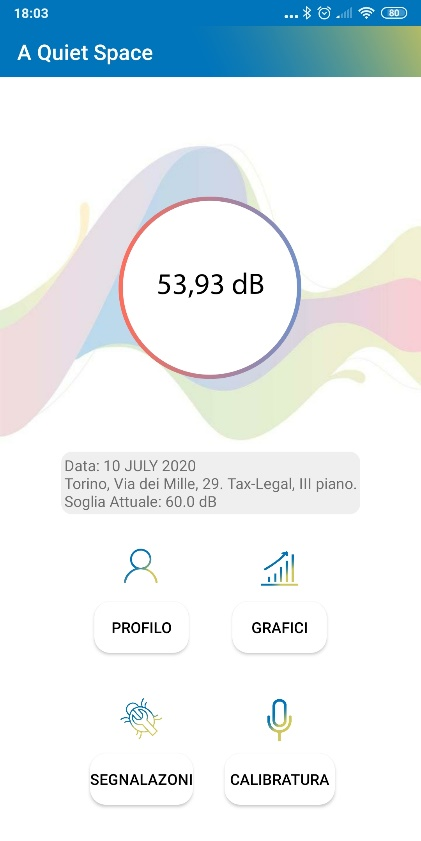 18:03
80
A Quiet Space
53,93 dB
Data: 10 JULY 2020
Torino, Via dei Mille, 29. Tax-Legal, III piano.
Soglia Attuale: 60.0 dB
PROFILO
GRAFICI
SEGNALAZONI
CALIBRATURA